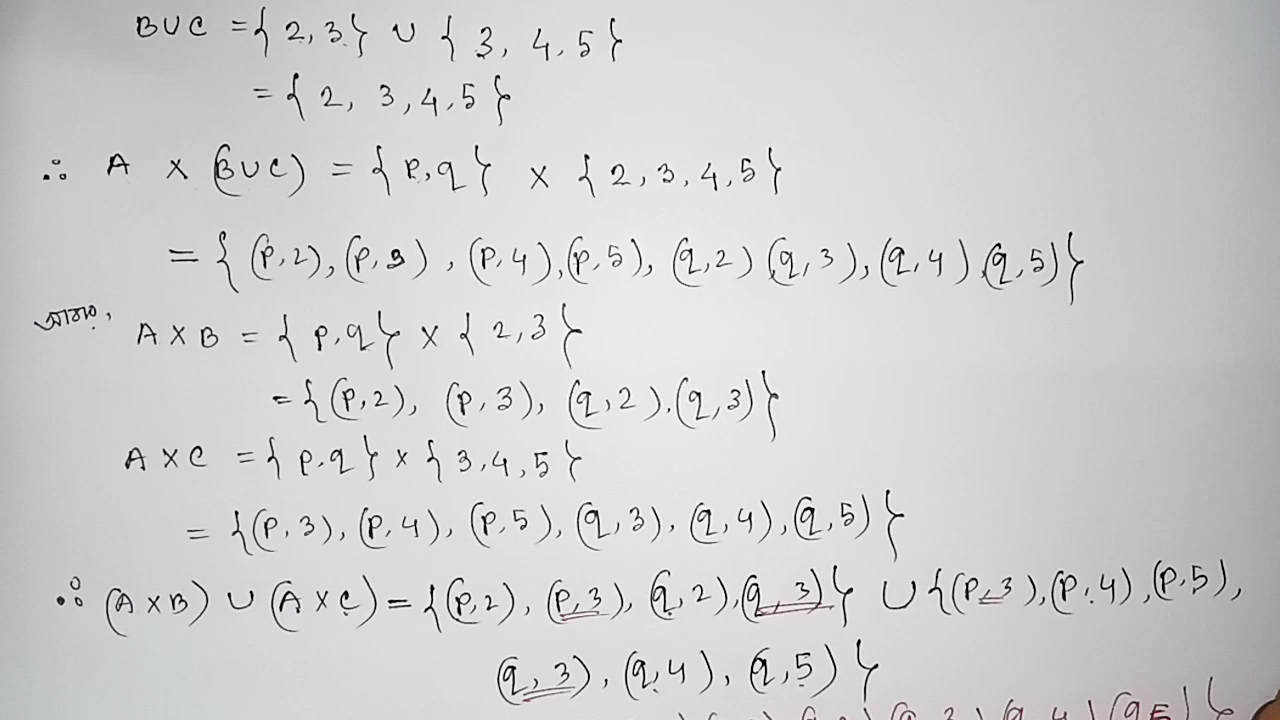 B∪C = {2, 3} ∪ {3, 4, 5}
= {2, 3, 4, 5}
∴ A × (B∪C) = {p, q} × {2, 3, 4, 5}
= {(p, 2), (p, 3), (p, 4), (p, 5), (q, 2) (q, 3), (q, 4), (q, 5)}
আবার, A × B = {p, q} × {2, 3}
= {(p, 2), (p, 3), (q, 2), (q, 3)}
A × C = {p, q} × {3, 4, 5}
= {(p, 3), (p, 4), (p, 5), (q, 3), (q, 4), (q, 5)}
∴ (A × B) ∪ (A × C) = {(p, 2), (p, 3), (q, 2), (q, 3)} ∪ {(p, 3), (p, 4), (p, 5),
(q, 3), (q, 4), (q, 5)}